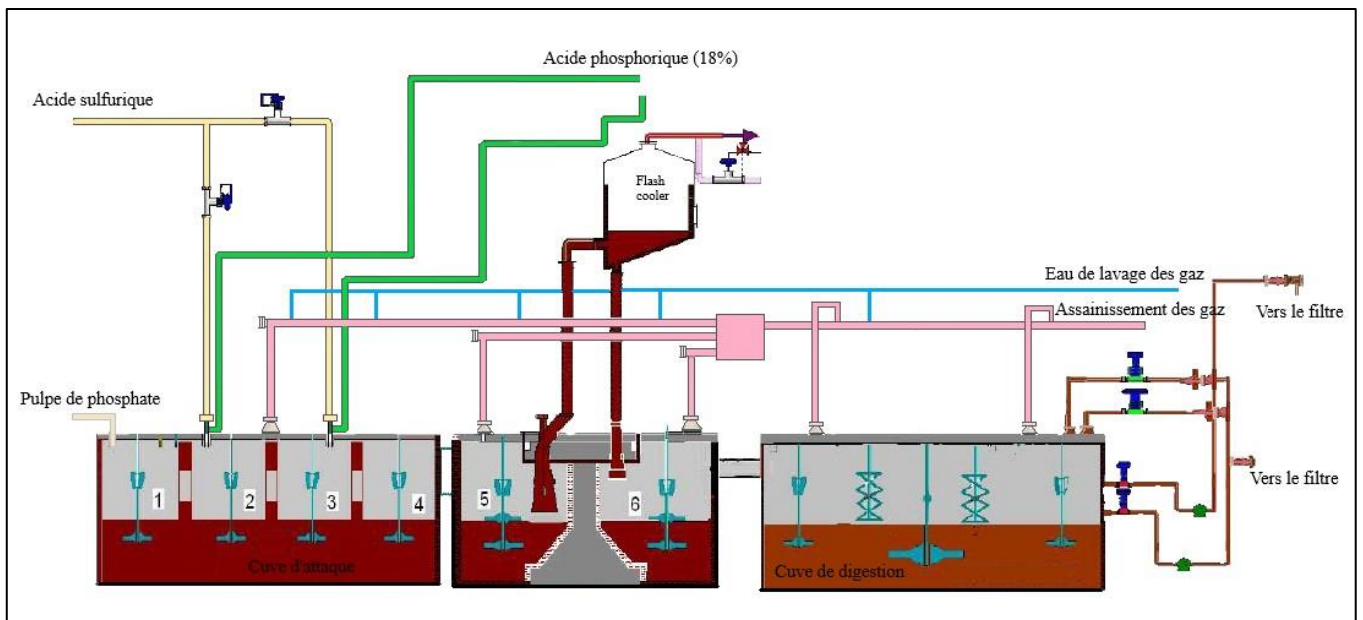 Acide phosphorique (18%)
Acide sulfurique
Flash
cooler
Eau de lavage des gaz
Assainissement des gaz
Vers le filtre
Pulpe de phosphate
Vers le filtre
1
2
3
4
5
6
Cuve d'attaque
Cuve de digestion